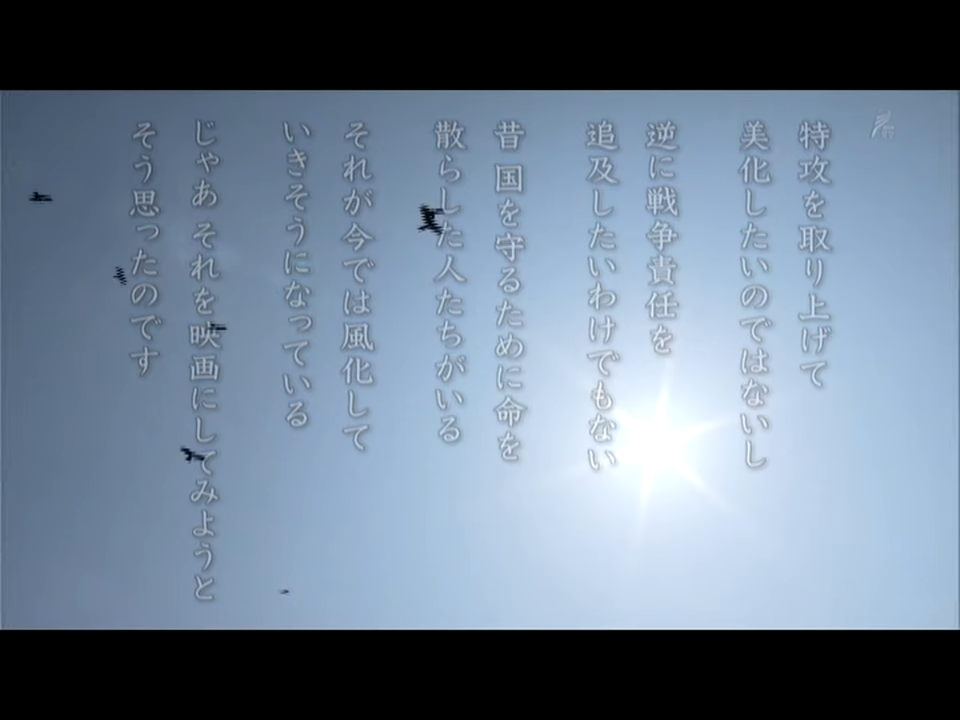 特攻を取り上げて
美化したいのではないし
逆に戦争責任を
追及したいわけでもない
昔 国を守るために命を
散らした人たちがいる
それが今では風化して
いきそうになっている
じゃあ それを映画にしてみようと
そう思ったのです